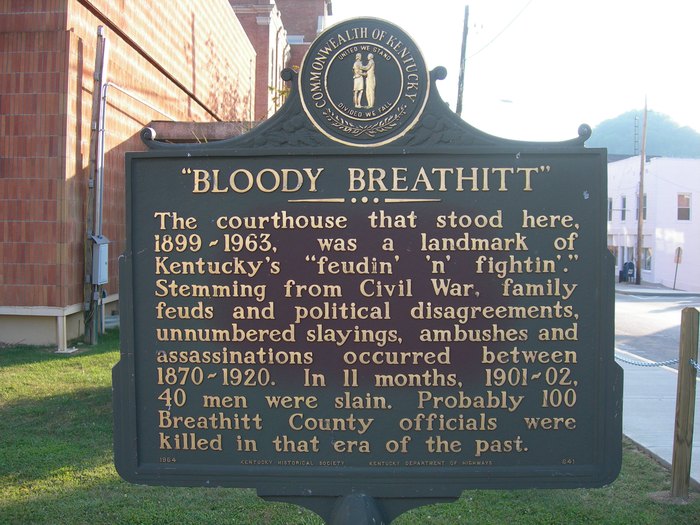 COMMONWEALTH OF KENTUCKY
UNITED WE STAND
DIVIDED WE FALL
"BLOODY BREATHITT"
The courthouse that stood here,
1899-1963, was a landmark of
Kentucky's "feudin' 'n' fightin'."
Stemming from Civil War, family
feuds and political disagreements,
unnumbered slayings, ambushes and
assassinations occurred between
1870-1920. In 11 months, 1901-02,
40 men were slain. Probably 100
Breathitt County officials were
killed in that era of the past.
1964 KENTUCKY HISTORICAL SOCIETY KENTUCKY DEPARTMENT OF HIGHWAYS 641